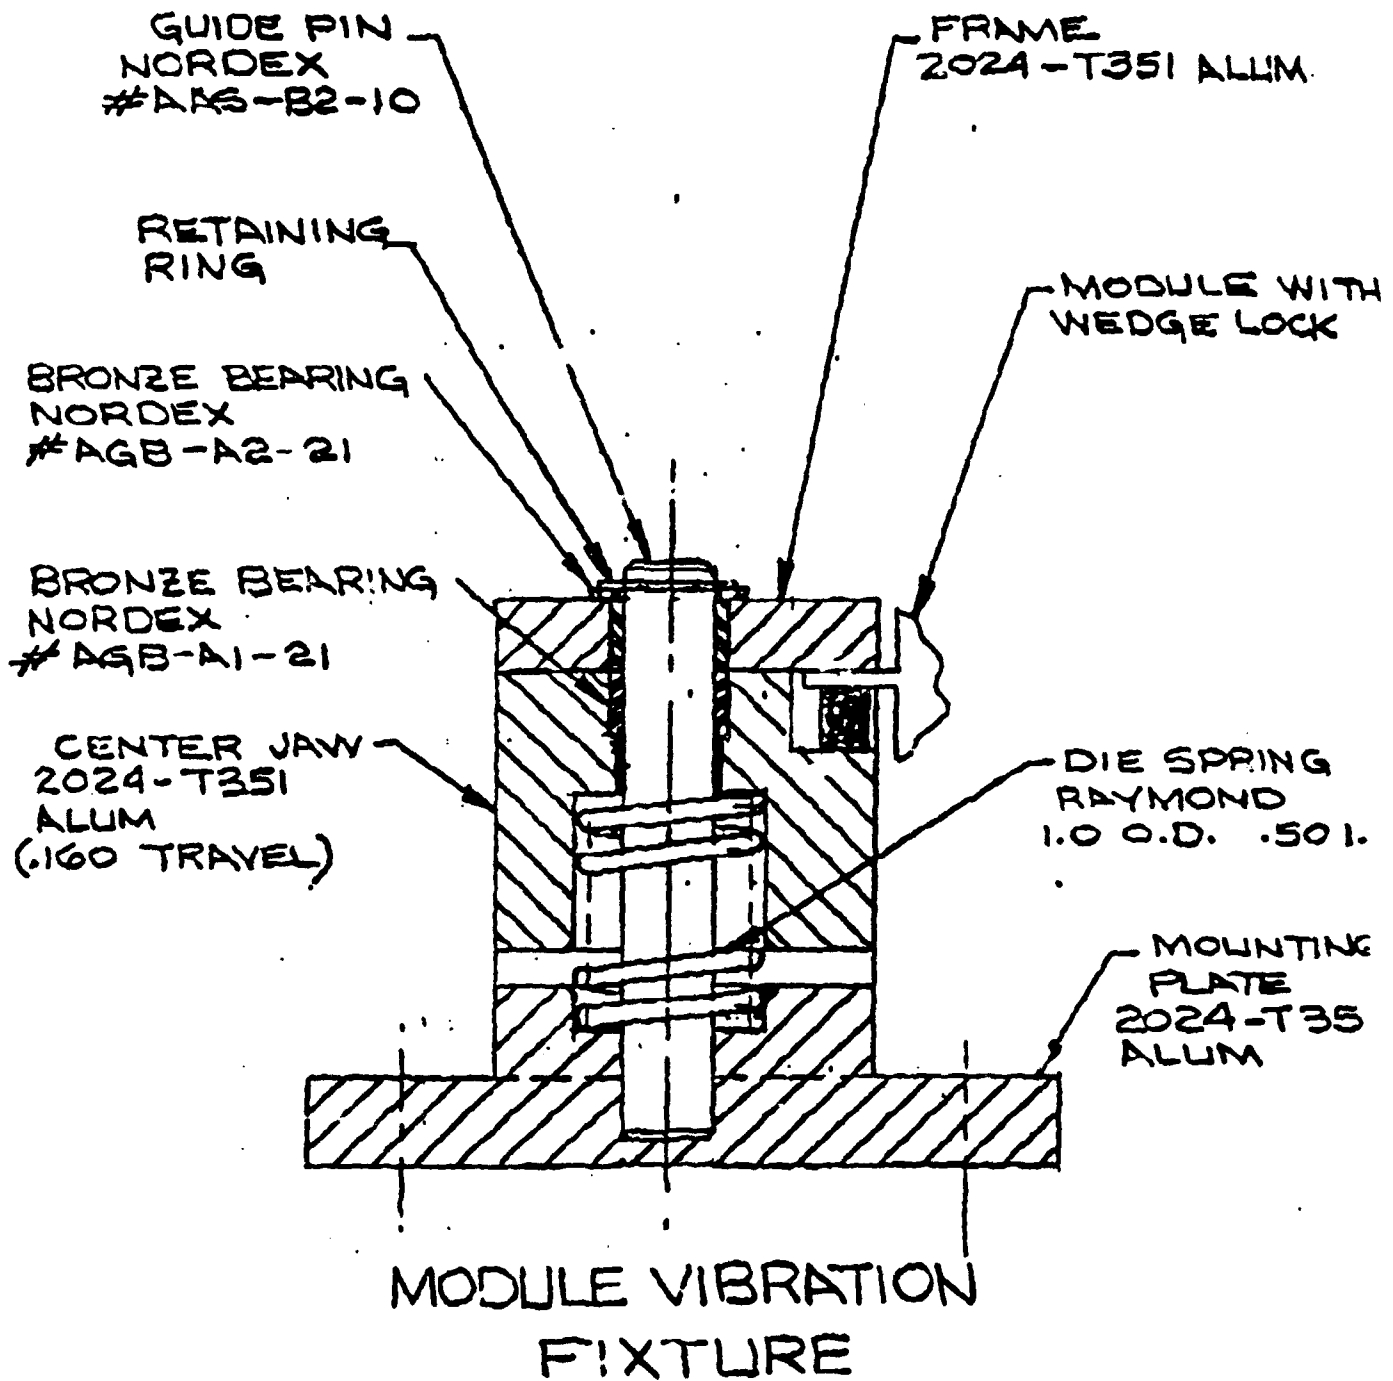 GUIDE PIN
NORDEX
#AAS-B2-10
FRAME
2024-T351 ALUM.
RETAINING
RING
MODULE WITH
WEDGE LOCK
BRONZE BEARING
NORDEX
#AGB-A2-21
BRONZE BEARING
NORDEX
#AGB-A1-21
CENTER JAW
2024-T351
ALUM
(.160 TRAVEL)
DIE SPRING
RAYMOND
1.0 O.D. .50 I.
MOUNTING
PLATE
2024-T35
ALUM
MODULE VIBRATION
FIXTURE